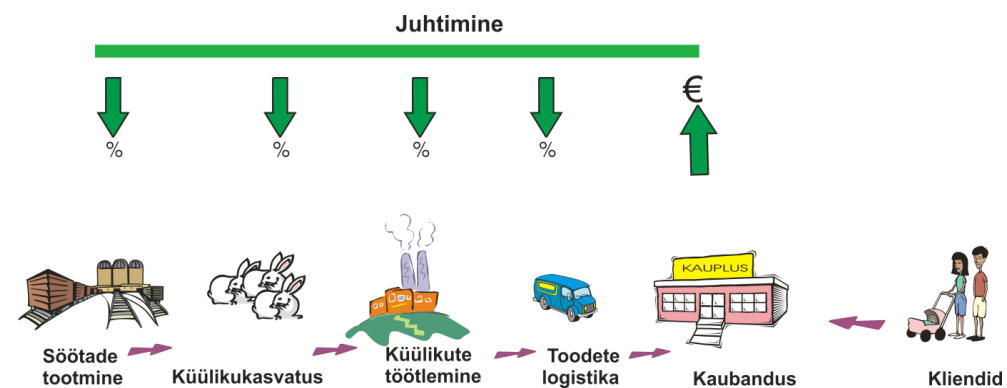 Juhtimine
€
% % % %
KAUPLUS
Söötade
tootmine
Küülikukasvatus
Küülikute
töötlemine
Toodete
logistika
Kaubandus
Kliendid